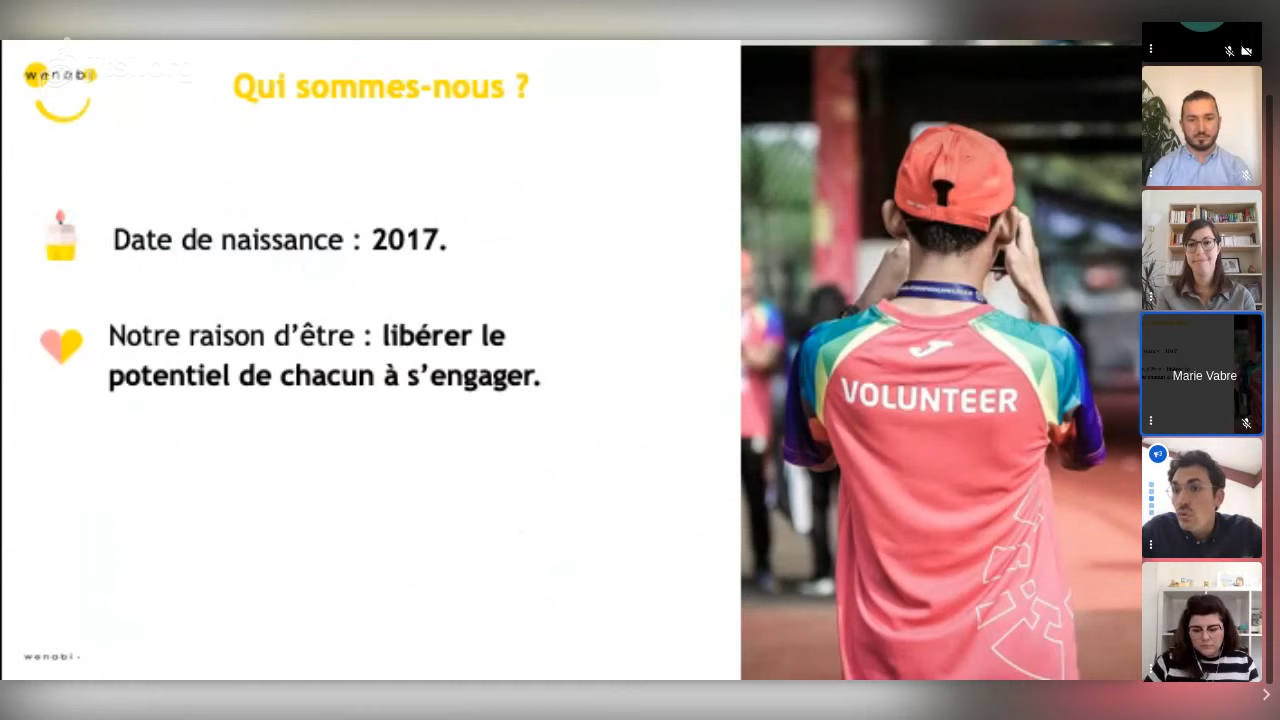 wenabi
Qui sommes-nous ?
Date de naissance : 2017.
Notre raison d’être : libérer le
potentiel de chacun à s’engager.
wenabi
VOLUNTEER
Marie Vabre